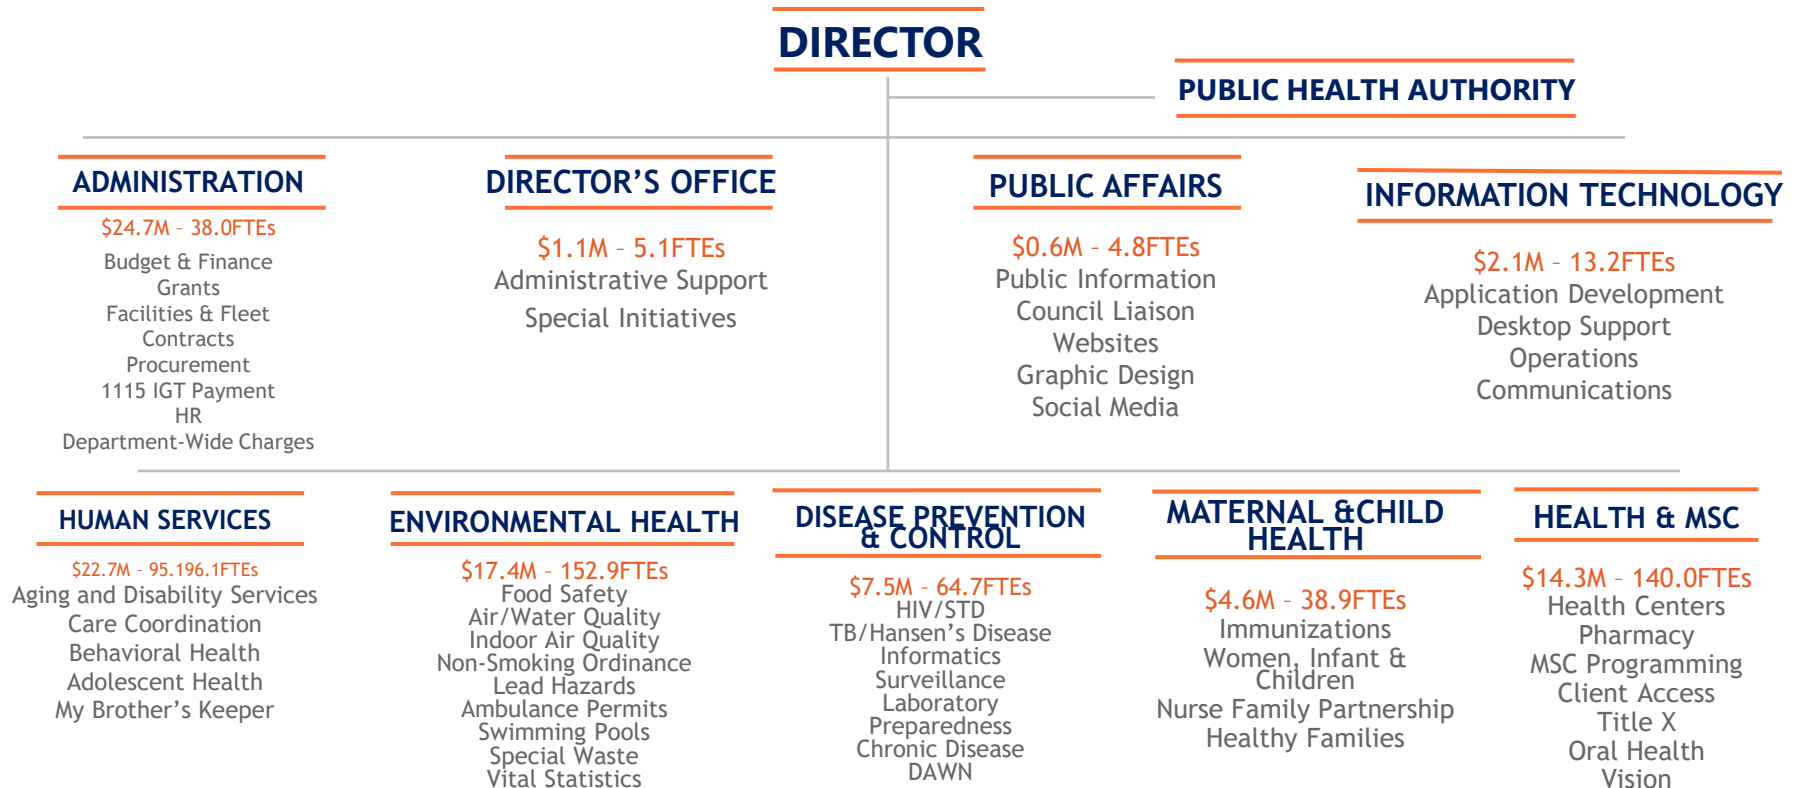 DIRECTOR
PUBLIC HEALTH AUTHORITY
ADMINISTRATION
$24.7M – 38.0FTEs
Budget & Finance
Grants
Facilities & Fleet
Contracts
Procurement
1115 IGT Payment
HR
Department-Wide Charges
DIRECTOR’S OFFICE
$1.1M – 5.1FTEs
Administrative Support
Special Initiatives
PUBLIC AFFAIRS
$0.6M – 4.8FTEs
Public Information
Council Liaison
Websites
Graphic Design
Social Media
INFORMATION TECHNOLOGY
$2.1M – 13.2FTEs
Application Development
Desktop Support
Operations
Communications
HUMAN SERVICES
$22.7M – 95.196.1FTEs
Aging and Disability Services
Care Coordination
Behavioral Health
Adolescent Health
My Brother’s Keeper
ENVIRONMENTAL HEALTH
$17.4M – 152.9FTEs
Food Safety
Air/Water Quality
Indoor Air Quality
Non-Smoking Ordinance
Lead Hazards
Ambulance Permits
Swimming Pools
Special Waste
Vital Statistics
DISEASE PREVENTION
& CONTROL
$7.5M – 64.7FTEs
HIV/STD
TB/Hansen’s Disease
Informatics
Surveillance
Laboratory
Preparedness
Chronic Disease
DAWN
MATERNAL &CHILD
HEALTH
$4.6M – 38.9FTEs
Immunizations
Women, Infant &
Children
Nurse Family Partnership
Healthy Families
HEALTH & MSC
$14.3M – 140.0FTEs
Health Centers
Pharmacy
MSC Programming
Client Access
Title X
Oral Health
Vision